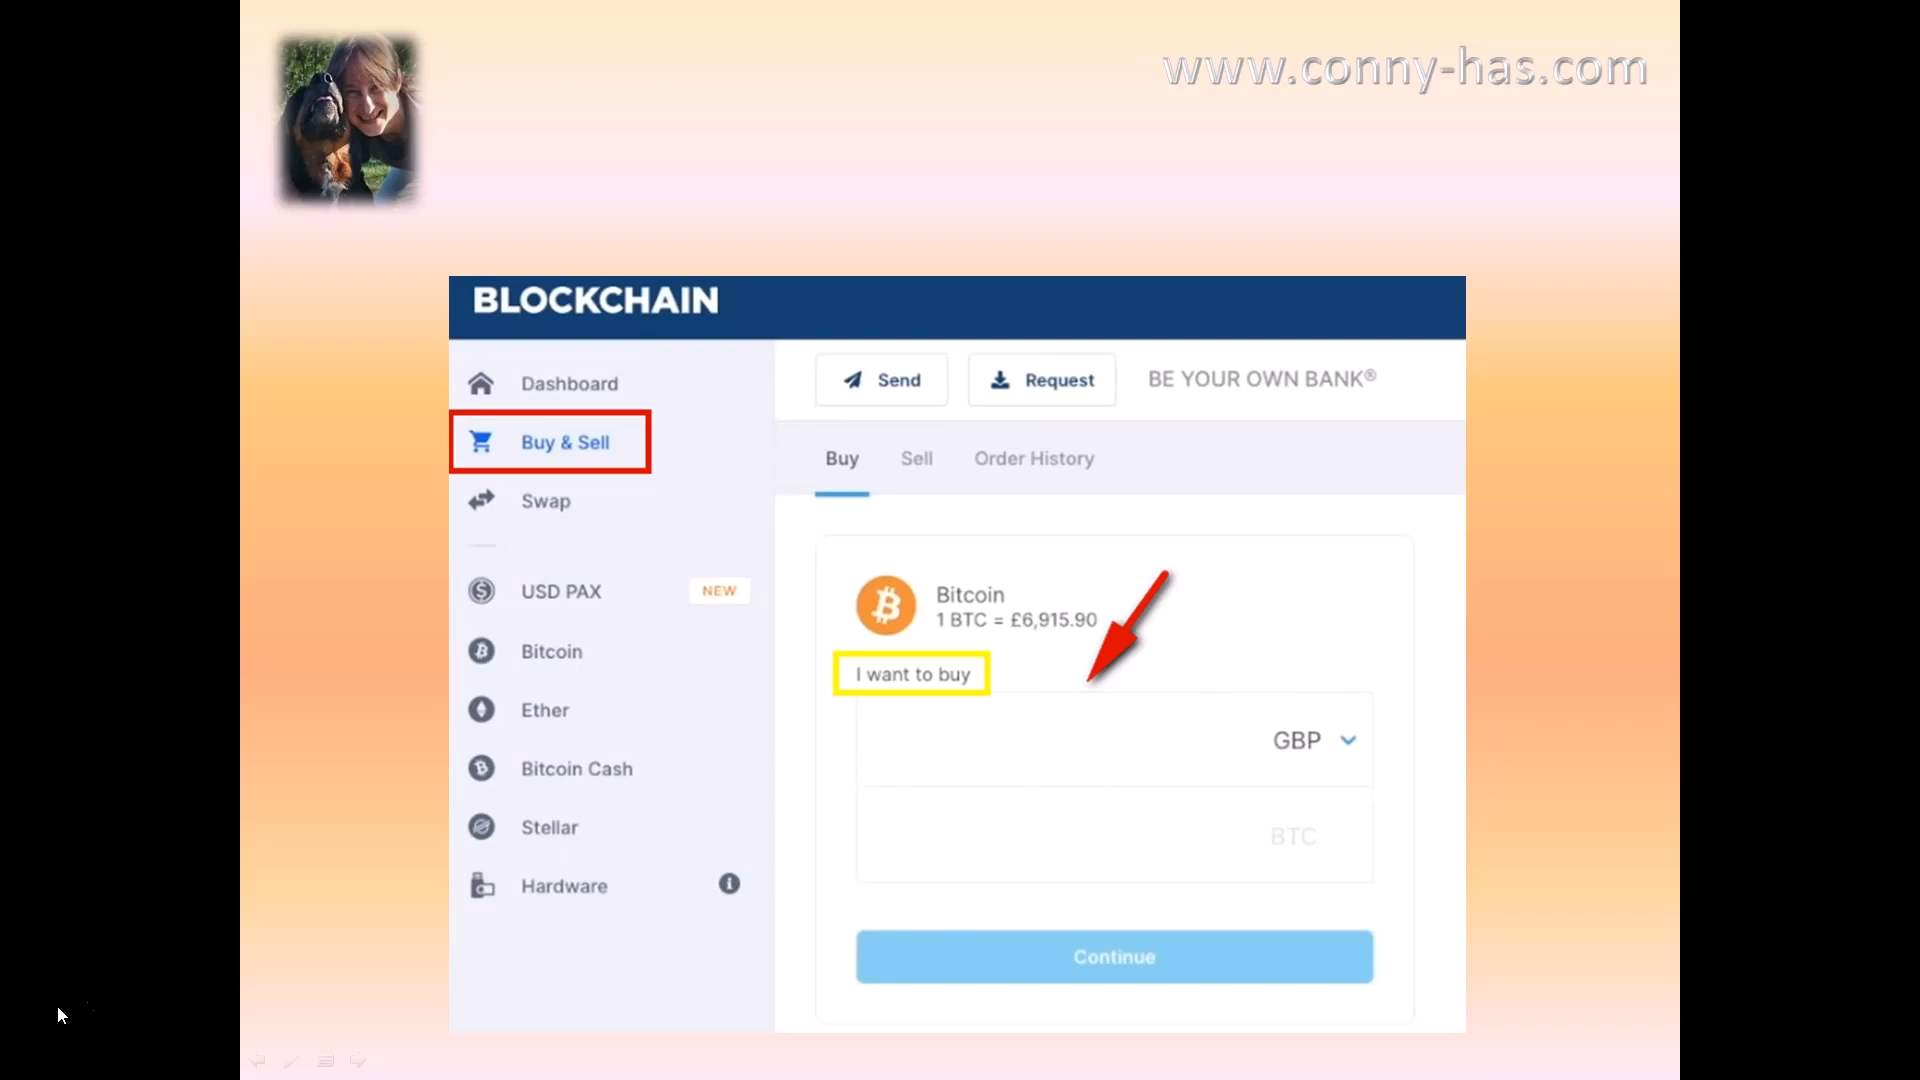 www.conny-has.com
BLOCKCHAIN
Dashboard
Buy & Sell
Swap
USD PAX NEW
Bitcoin
Ether
Bitcoin Cash
Stellar
Hardware
Send Request BE YOUR OWN BANK®
Buy Sell Order History
Bitcoin
1 BTC = £6,915.90
I want to buy
GBP
BTC
Continue